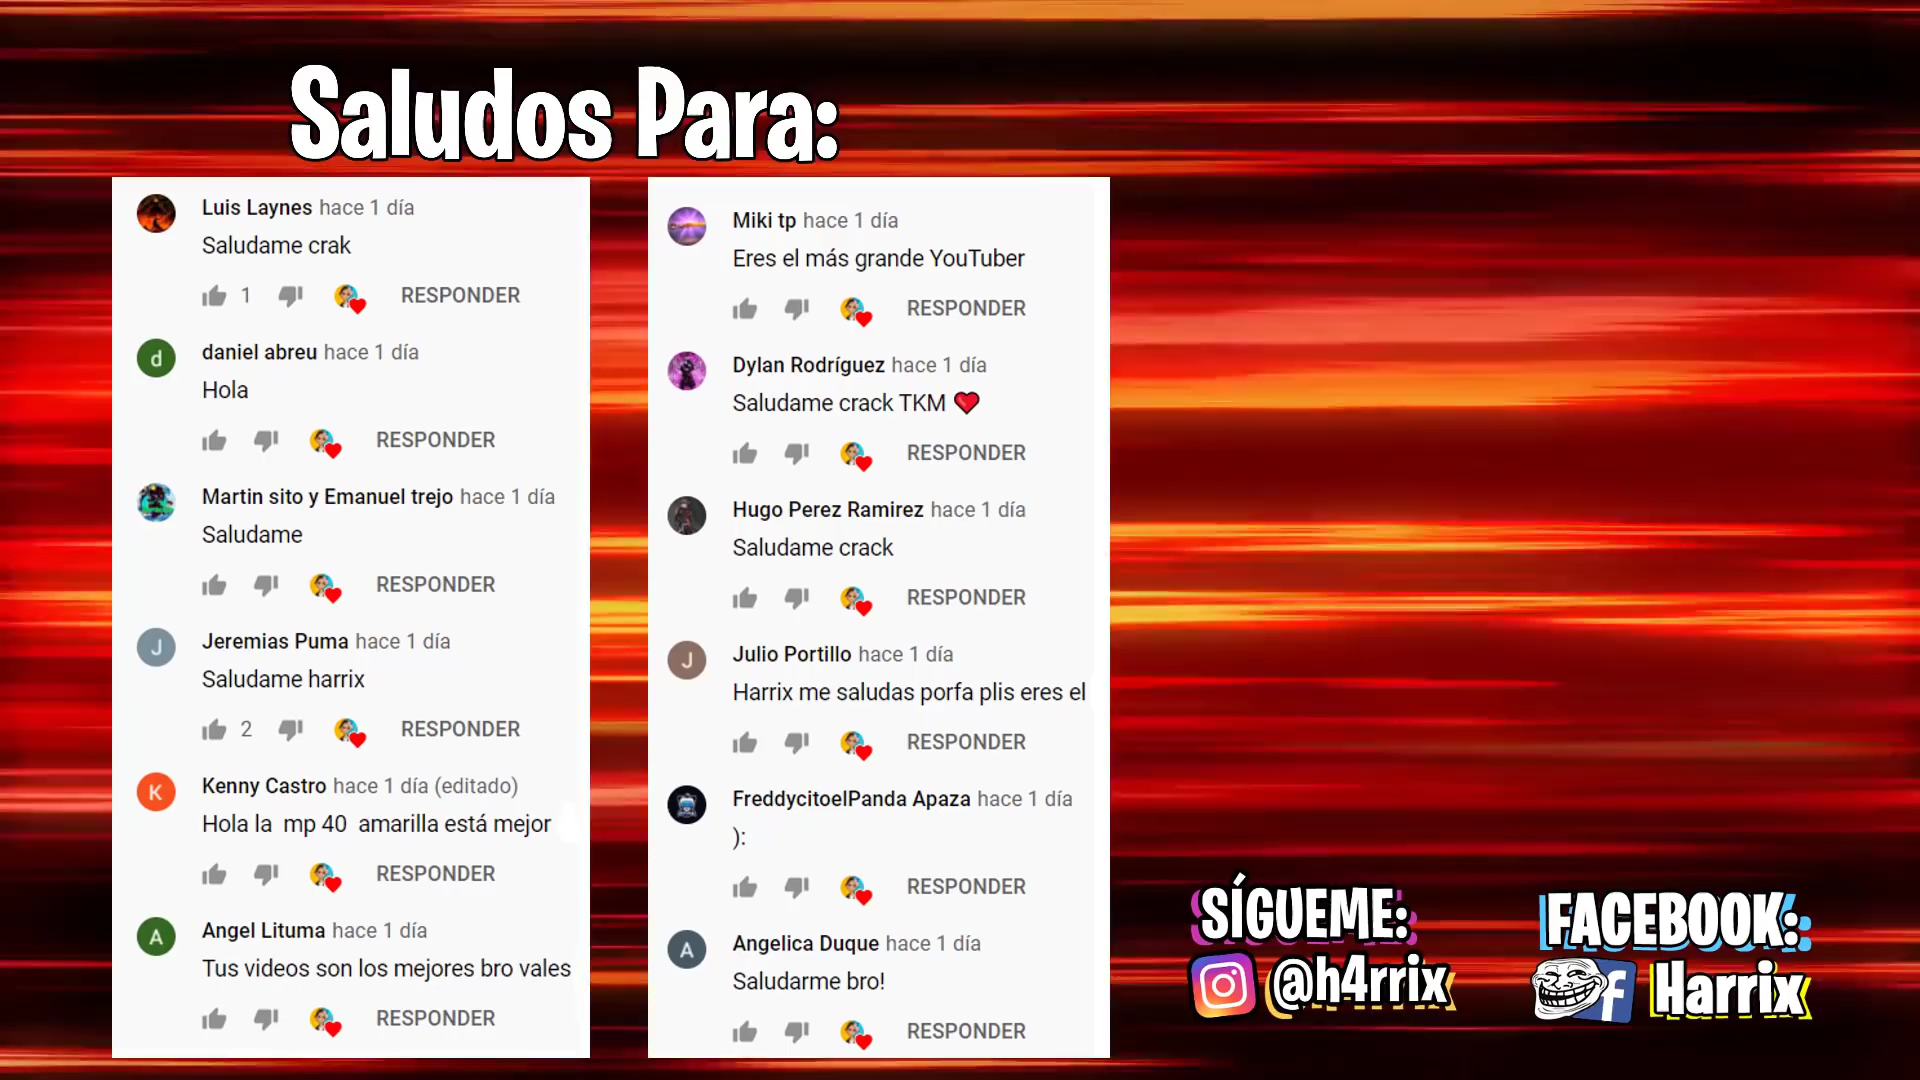 Saludos Para:
Luis Laynes hace 1 día
Saludame crak
1 RESPONDER
d
daniel abreu hace 1 día
Hola
RESPONDER
Martin sito y Emanuel trejo hace 1 día
Saludame
RESPONDER
J
Jeremias Puma hace 1 día
Saludame harrix
2 RESPONDER
K
Kenny Castro hace 1 día (editado)
Hola la mp 40 amarilla está mejor
RESPONDER
A
Angel Lituma hace 1 día
Tus videos son los mejores bro vales
RESPONDER
Miki tp hace 1 día
Eres el más grande YouTuber
RESPONDER
Dylan Rodríguez hace 1 día
Saludame crack TKM ❤
RESPONDER
Hugo Perez Ramirez hace 1 día
Saludame crack
RESPONDER
J
Julio Portillo hace 1 día
Harrix me saludas porfa plis eres el
RESPONDER
FreddycitoelPanda Apaza hace 1 día
):
RESPONDER
A
Angelica Duque hace 1 día
Saludarme bro!
RESPONDER
SÍGUEME:
@h4rrix
FACEBOOK:
f Harrix